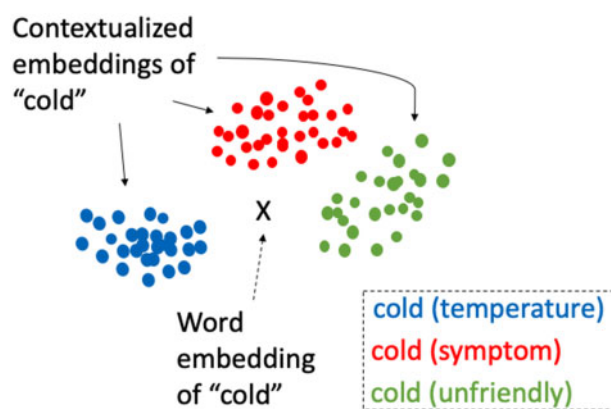 Contextualized
embeddings of
“cold”
X
Word
embedding
of “cold”
cold (temperature)
cold (symptom)
cold (unfriendly)